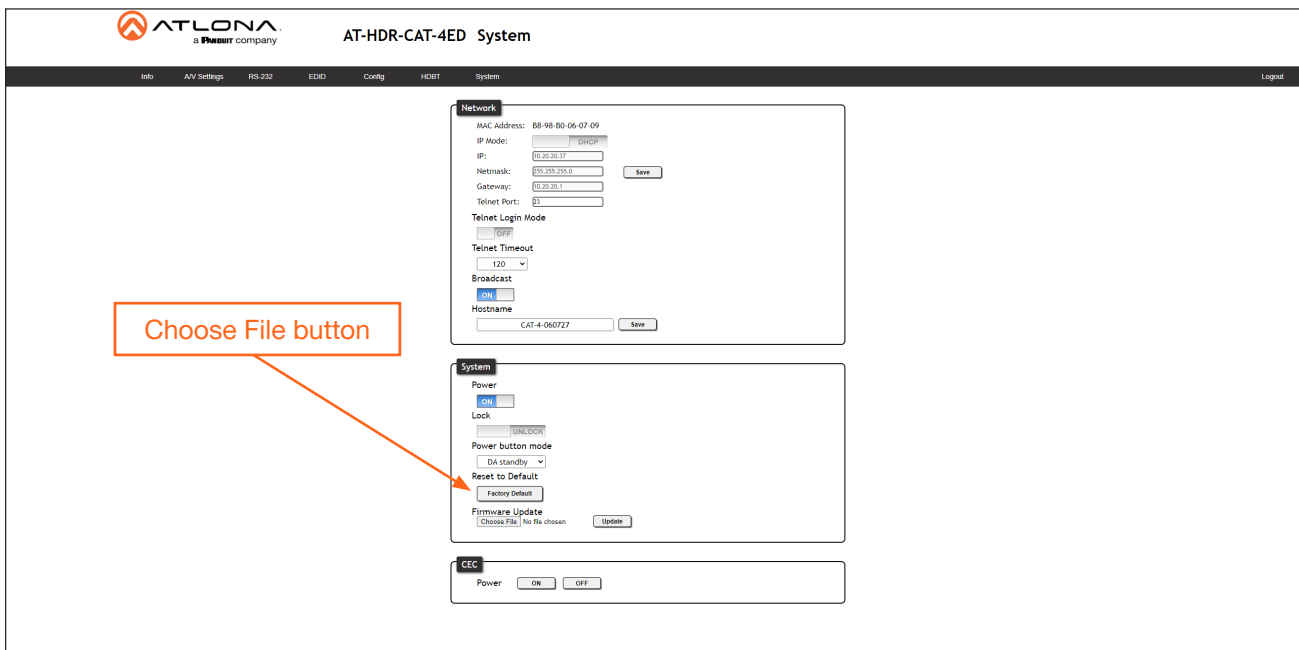 ATLONA.
a PANDUIT company
AT-HDR-CAT-4ED System
Info A/V Settings RS-232 EDID Config HDBT System Logout
Network
MAC Address: B8-98-B0-06-07-09
IP Mode: DHCP
IP: 10.20.20.37
Netmask: 255.255.255.0 Save
Gateway: 10.20.20.1
Telnet Port: 23
Telnet Login Mode
OFF
Telnet Timeout
120
Broadcast
ON
Hostname
CAT-4-060727 Save
Choose File button
System
Power
ON
Lock
UNLOCK
Power button mode
DA standby
Reset to Default
Factory Default
Firmware Update
Choose File No file chosen Update
CEC
Power ON OFF